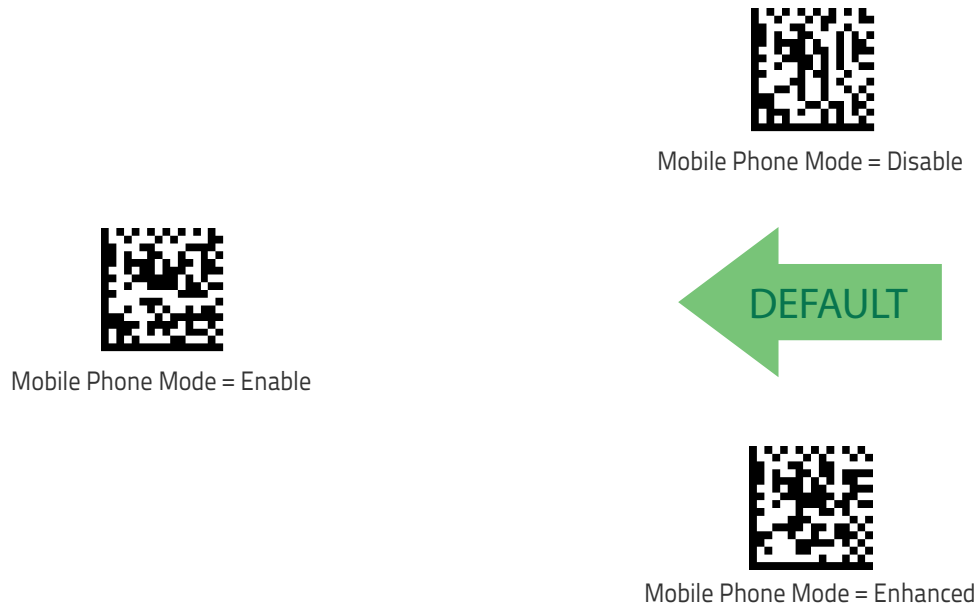 Mobile Phone Mode = Disable
Mobile Phone Mode = Enable
DEFAULT
Mobile Phone Mode = Enhanced